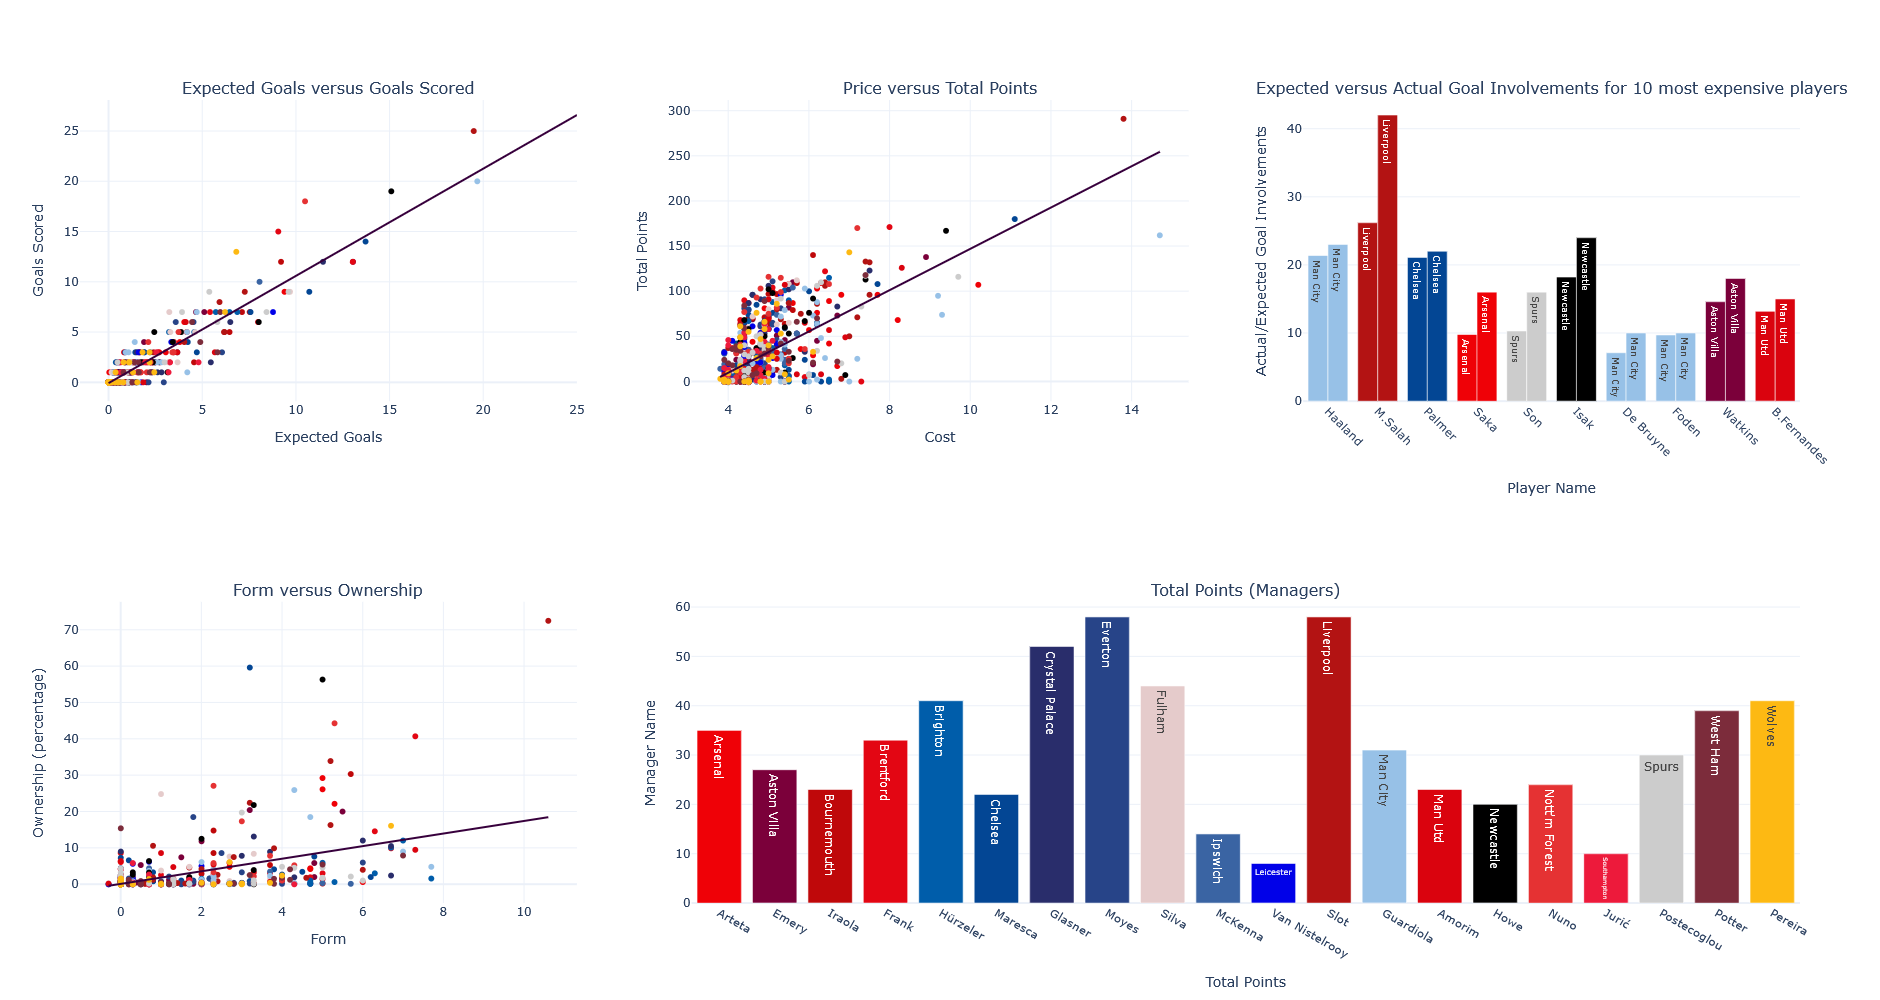 Expected Goals versus Goals Scored
Goals Scored
25
20
15
10
5
0
0 5 10 15 20 25
Expected Goals
Price versus Total Points
Total Points
300
250
200
150
100
50
0
4 6 8 10 12 14
Cost
Expected versus Actual Goal Involvements for 10 most expensive players
Actual/Expected Goal Involvements
40
30
20
10
0
Man City Man City Liverpool Liverpool Chelsea Chelsea Arsenal Arsenal Spurs Spurs Newcastle Newcastle Man City Man City Man City Man City Aston Villa Aston Villa Man Utd Man Utd
Haaland M.Salah Palmer Saka Son Isak De Bruyne Foden Watkins B.Fernandes
Player Name
Form versus Ownership
Ownership (percentage)
70
60
50
40
30
20
10
0
0 2 4 6 8 10
Form
Total Points (Managers)
Manager Name
60
50
40
30
20
10
0
Arsenal Aston Villa Bournemouth Brentford Brighton Chelsea Crystal Palace Everton Fulham Ipswich Leicester Liverpool Man City Man Utd Newcastle Nott'm Forest Southampton Spurs West Ham Wolves
Arteta Emery Iraola Frank Hürzeler Maresca Glasner Moyes Silva McKenna Van Nistelrooy Slot Guardiola Amorim Howe Nuno Jurić Postecoglou Potter Pereira
Total Points